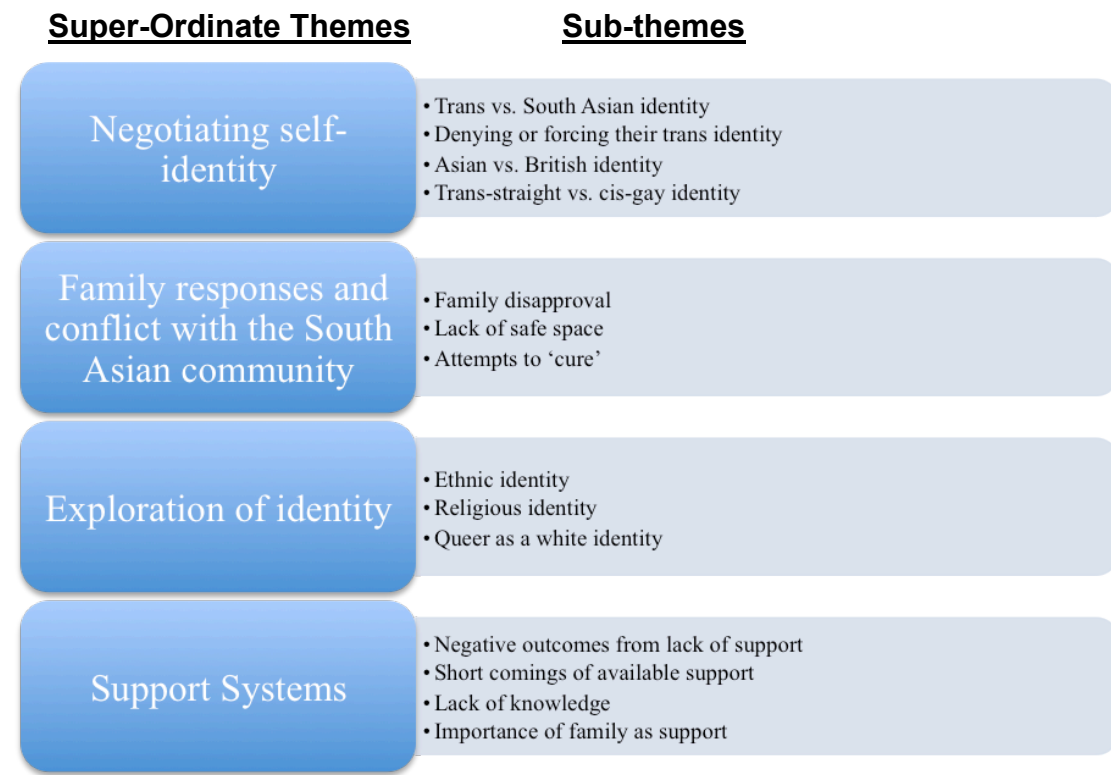 Super-Ordinate Themes
Sub-themes
Negotiating self-
identity
• Trans vs. South Asian identity
• Denying or forcing their trans identity
• Asian vs. British identity
• Trans-straight vs. cis-gay identity
Family responses and
conflict with the South
Asian community
• Family disapproval
• Lack of safe space
• Attempts to ‘cure’
Exploration of identity
• Ethnic identity
• Religious identity
• Queer as a white identity
Support Systems
• Negative outcomes from lack of support
• Short comings of available support
• Lack of knowledge
• Importance of family as support